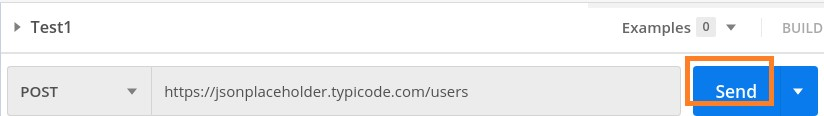 Test1 Examples 0 BUILD
POST https://jsonplaceholder.typicode.com/users Send